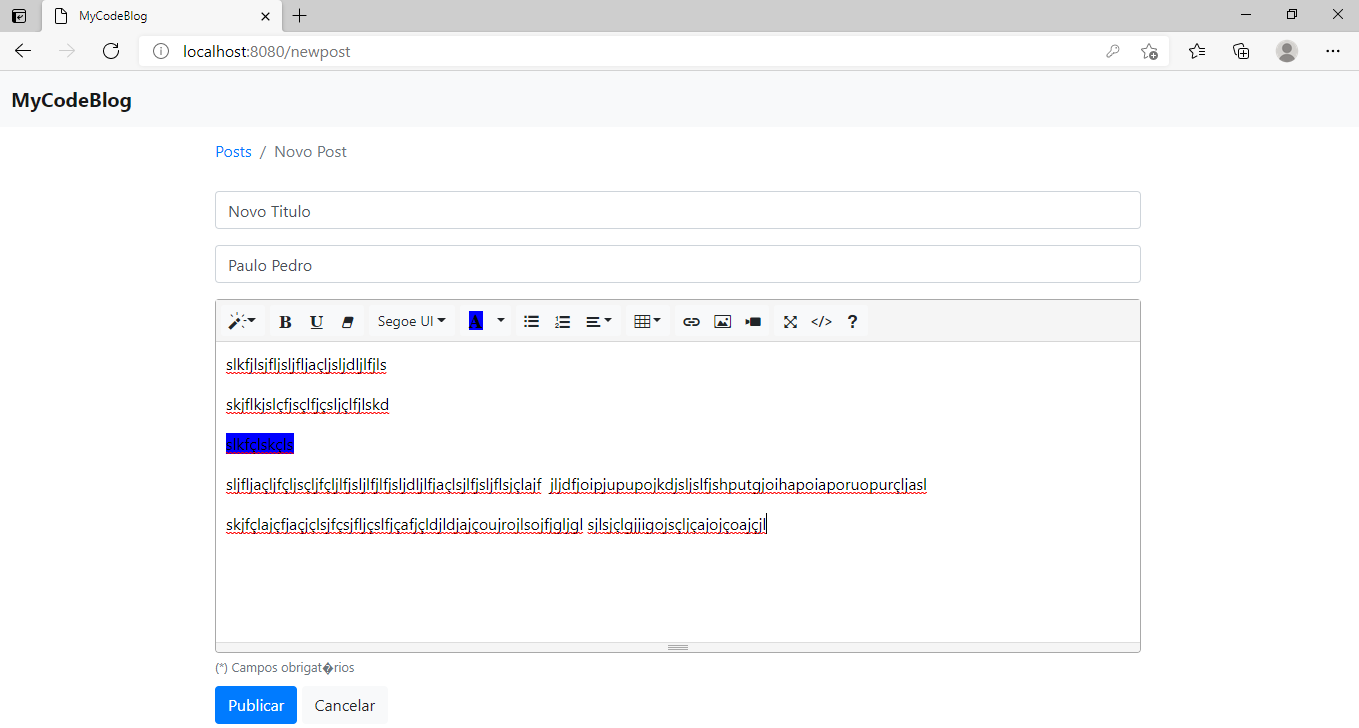 MyCodeBlog
localhost:8080/newpost
MyCodeBlog
Posts / Novo Post
Novo Titulo
Paulo Pedro
B U Segoe UI A </> ?
slkfjlsjfljsljfljaçljsljdljlfjls
skjflkjslçfjsçlfjçsljçlfjlskd
slkfçlskçls
sljfljaçljfçljsçljfçljlfjsljlfjlfjsljdljlfjaçlsjlfjsljflsjçlajf jljdfjoipjupupojkdjsljslfjshputgjoihapoiaporuopurçljasl
skjfçlajçfjaçjçlsjfçsjfljçslfjçafjçldjldjajçoujrojlsojfjgljgl sjlsjçlgjjigojsçljçajojçoajçjl
(*) Campos obrigat�rios
Publicar Cancelar